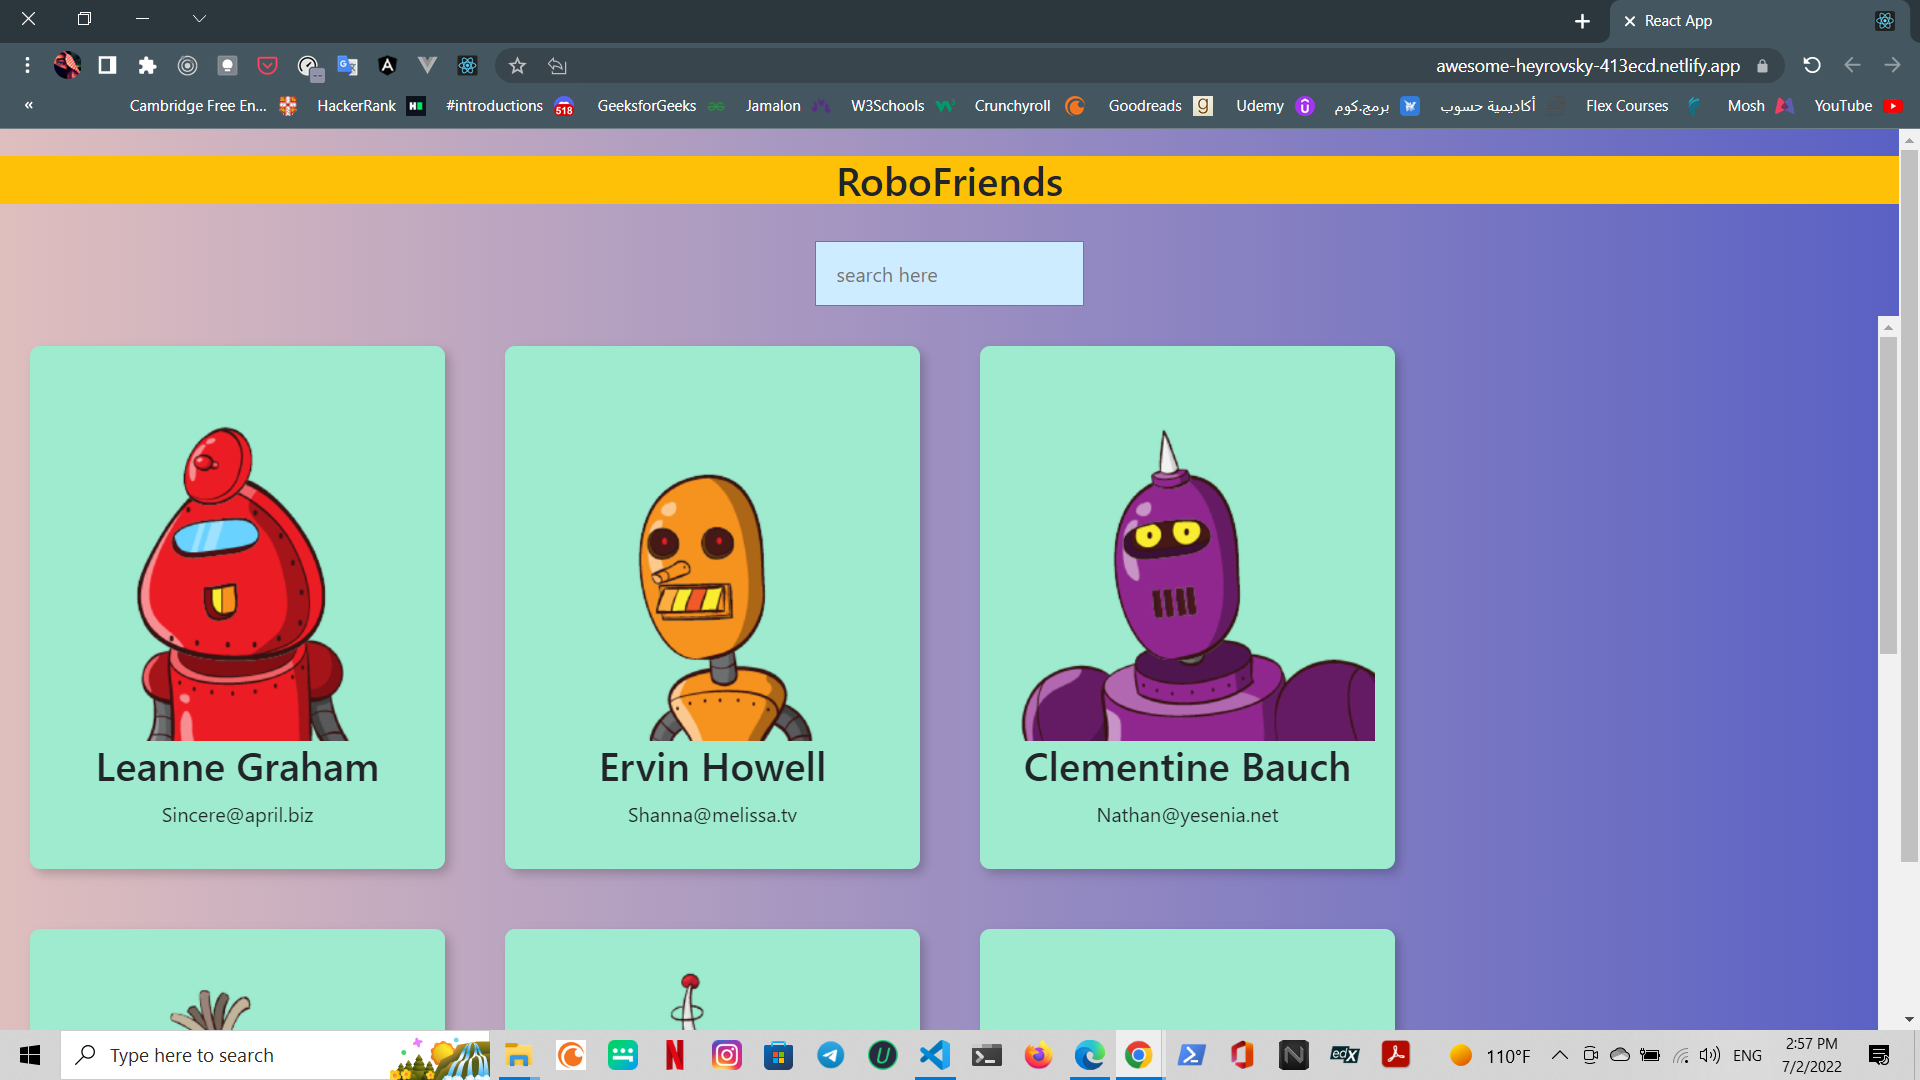 React App
awesome-heyrovsky-413ecd.netlify.app
Cambridge Free En... HackerRank #introductions 518 GeeksforGeeks Jamalon W3Schools Crunchyroll Goodreads Udemy برمج.كوم أكاديمية حسوب Flex Courses Mosh YouTube
RoboFriends
search here
Leanne Graham
Sincere@april.biz
Ervin Howell
Shanna@melissa.tv
Clementine Bauch
Nathan@yesenia.net
Type here to search
110°F ENG
2:57 PM
7/2/2022